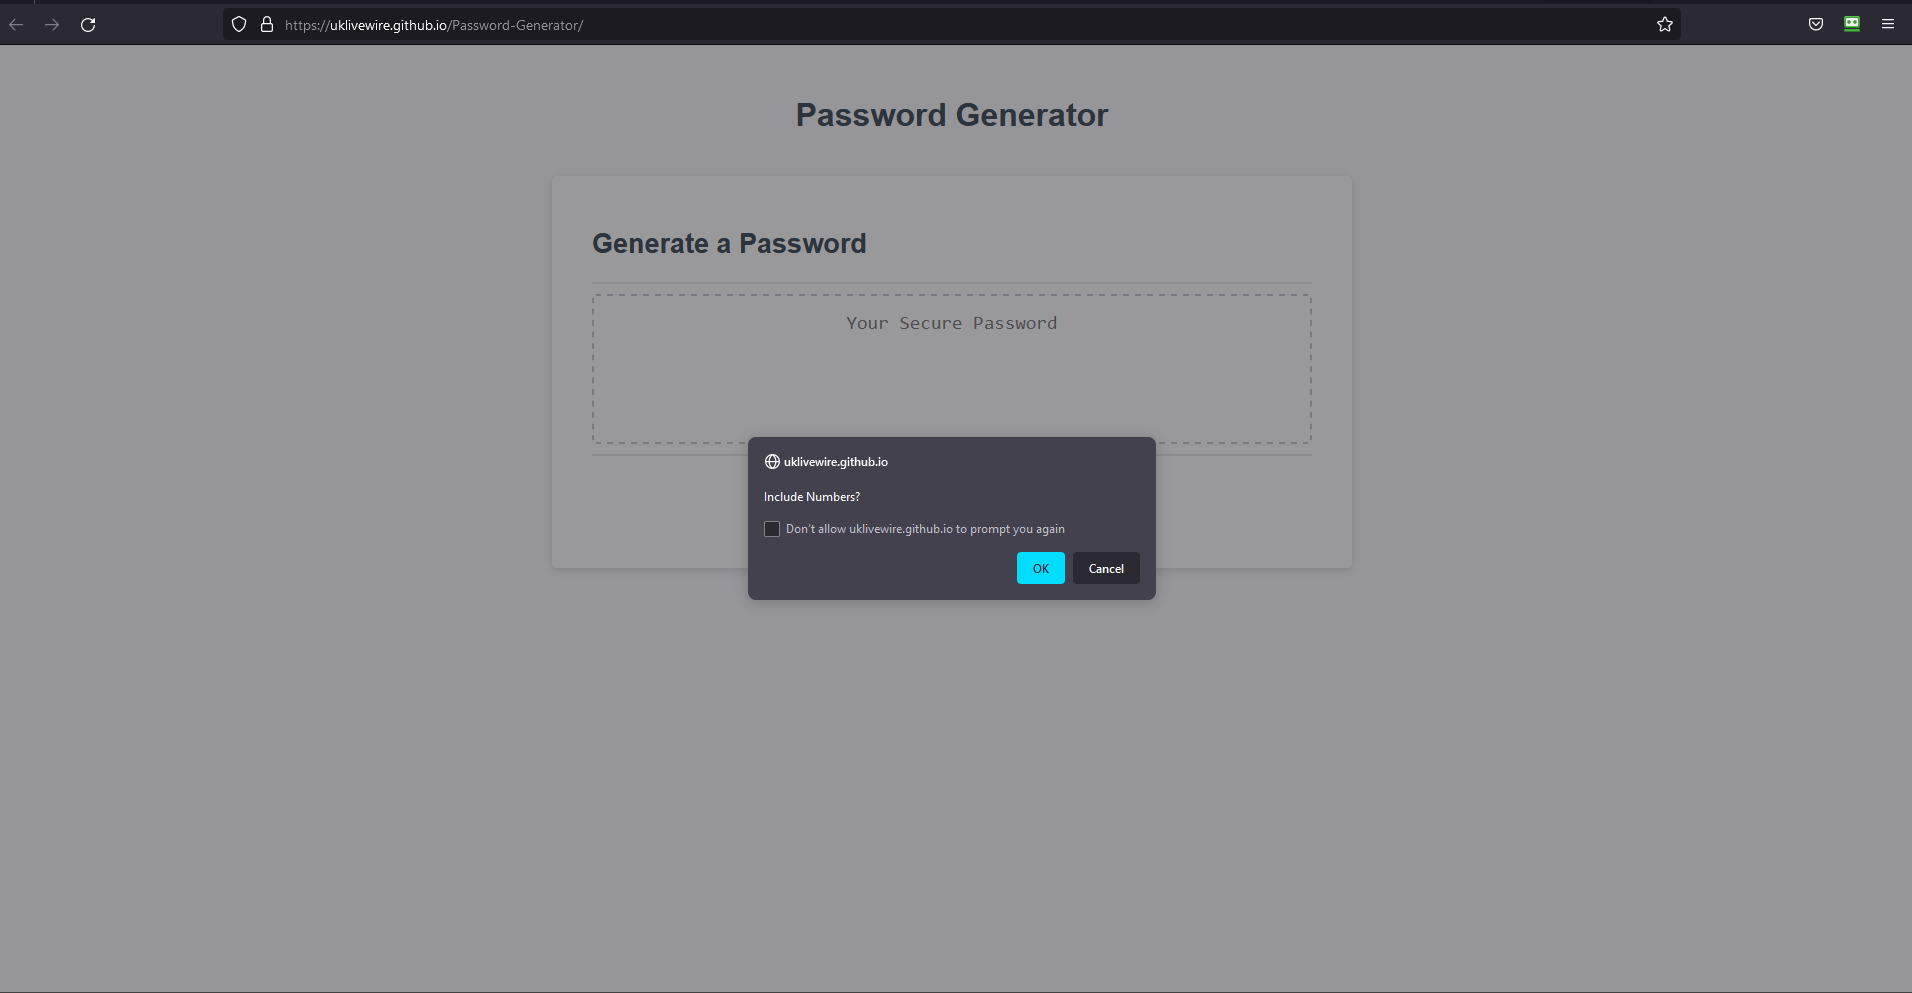 https://uklivewire.github.io/Password-Generator/
Password Generator
Generate a Password
Your Secure Password
uklivewire.github.io
Include Numbers?
Don't allow uklivewire.github.io to prompt you again
OK Cancel